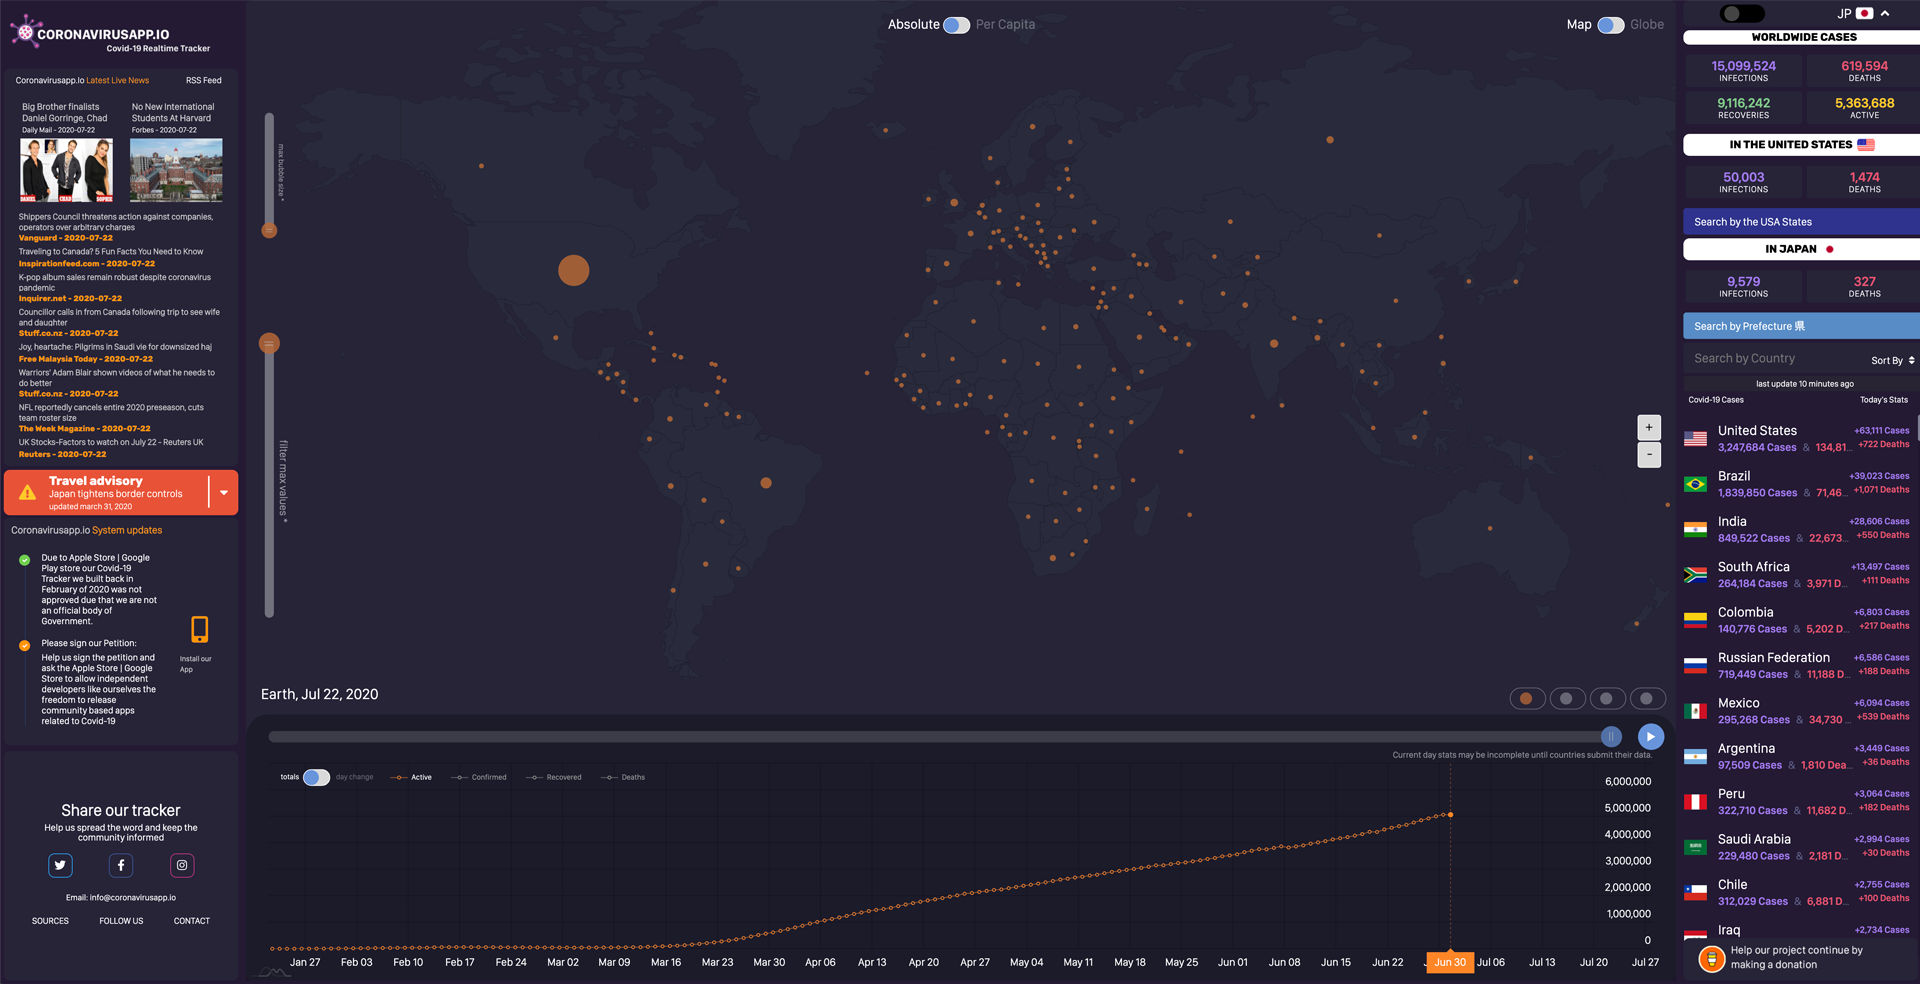 CORONAVIRUSAPP.IO
Covid-19 Realtime Tracker
Coronavirusapp.Io Latest Live News
RSS Feed
Big Brother finalists
Daniel Gorringe, Chad
Daily Mail - 2020-07-22
No New International
Students At Harvard
Forbes - 2020-07-22
DANIEL CHAD SOPHIE
Shippers Council threatens action against companies,
operators over arbitrary charges
Vanguard - 2020-07-22
Traveling to Canada? 5 Fun Facts You Need to Know
Inspirationfeed.com - 2020-07-22
K-pop album sales remain robust despite coronavirus
pandemic
Inquirer.net - 2020-07-22
Councillor calls in from Canada following trip to see wife
and daughter
Stuff.co.nz - 2020-07-22
Joy, heartache: Pilgrims in Saudi vie for downsized haj
Free Malaysia Today - 2020-07-22
Warriors' Adam Blair shown videos of what he needs to
do better
Stuff.co.nz - 2020-07-22
NFL reportedly cancels entire 2020 preseason, cuts
team roster size
The Week Magazine - 2020-07-22
UK Stocks-Factors to watch on July 22 - Reuters UK
Reuters - 2020-07-22
Travel advisory
Japan tightens border controls
updated march 31, 2020
Coronavirusapp.io System updates
Due to Apple Store | Google
Play store our Covid-19
Tracker we built back in
February of 2020 was not
approved due that we are not
an official body of
Government.
Please sign our Petition:
Help us sign the petition and
ask the Apple Store | Google
Store to allow independent
developers like ourselves the
freedom to release
community based apps
related to Covid-19
Install our
App
Share our tracker
Help us spread the word and keep the
community informed
Email: info@coronavirusapp.io
SOURCES
FOLLOW US
CONTACT
Absolute
Per Capita
Map
Globe
max bubble size *
filter max values *
+
-
Earth, Jul 22, 2020
Current day stats may be incomplete until countries submit their data.
totals
day change
Active
Confirmed
Recovered
Deaths
6,000,000
5,000,000
4,000,000
3,000,000
2,000,000
1,000,000
0
Jan 27
Feb 03
Feb 10
Feb 17
Feb 24
Mar 02
Mar 09
Mar 16
Mar 23
Mar 30
Apr 06
Apr 13
Apr 20
Apr 27
May 04
May 11
May 18
May 25
Jun 01
Jun 08
Jun 15
Jun 22
Jun 30
Jul 06
Jul 13
Jul 20
Jul 27
JP
WORLDWIDE CASES
15,099,524
INFECTIONS
619,594
DEATHS
9,116,242
RECOVERIES
5,363,688
ACTIVE
IN THE UNITED STATES
50,003
INFECTIONS
1,474
DEATHS
Search by the USA States
IN JAPAN
9,579
INFECTIONS
327
DEATHS
Search by Prefecture 県
Search by Country
Sort By
last update 10 minutes ago
Covid-19 Cases
Today's Stats
United States
+63,111 Cases
3,247,684 Cases & 134,81...
+722 Deaths
Brazil
+39,023 Cases
1,839,850 Cases & 71,46...
+1,071 Deaths
India
+28,606 Cases
849,522 Cases & 22,673...
+550 Deaths
South Africa
+13,497 Cases
264,184 Cases & 3,971 D...
+111 Deaths
Colombia
+6,803 Cases
140,776 Cases & 5,202 D...
+217 Deaths
Russian Federation
+6,586 Cases
719,449 Cases & 11,188 D...
+188 Deaths
Mexico
+6,094 Cases
295,268 Cases & 34,730 ...
+539 Deaths
Argentina
+3,449 Cases
97,509 Cases & 1,810 Dea...
+36 Deaths
Peru
+3,064 Cases
322,710 Cases & 11,682 D...
+182 Deaths
Saudi Arabia
+2,994 Cases
229,480 Cases & 2,181 D...
+30 Deaths
Chile
+2,755 Cases
312,029 Cases & 6,881 D...
+100 Deaths
Iraq
+2,734 Cases
Help our project continue by
making a donation